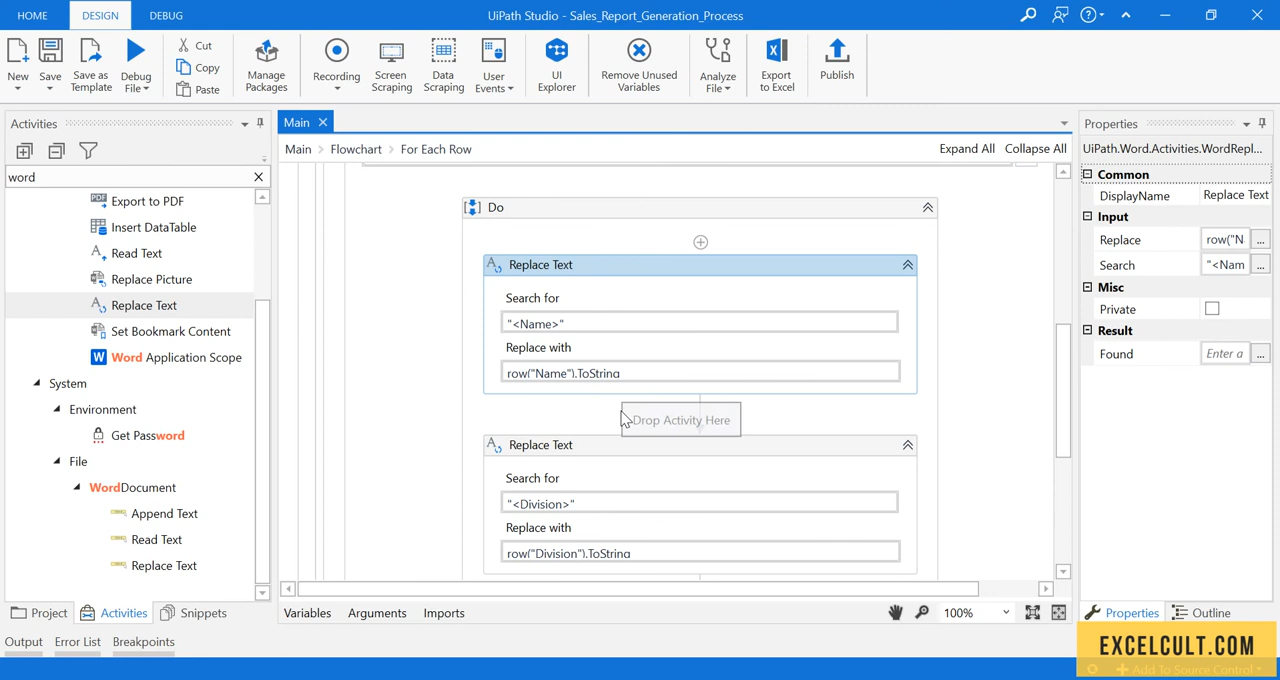 HOME DESIGN DEBUG UiPath Studio - Sales_Report_Generation_Process
New Save Save as Template Debug File Cut Copy Paste Manage Packages Recording Screen Scraping Data Scraping User Events UI Explorer Remove Unused Variables Analyze File Export to Excel Publish
Activities
word
Export to PDF
Insert DataTable
Read Text
Replace Picture
Replace Text
Set Bookmark Content
Word Application Scope
System
Environment
Get Password
File
WordDocument
Append Text
Read Text
Replace Text
Project Activities Snippets
Main
Main Flowchart For Each Row Expand All Collapse All
Do
Replace Text
Search for
"<Name>"
Replace with
row("Name").ToString
Drop Activity Here
Replace Text
Search for
"<Division>"
Replace with
row("Division").ToString
Variables Arguments Imports 100%
Properties
UiPath.Word.Activities.WordRepl...
Common
DisplayName Replace Text
Input
Replace row("N ...
Search "<Nam ...
Misc
Private
Result
Found Enter a ...
Properties Outline
Output Error List Breakpoints
EXCELCULT.COM
Add To Source Control